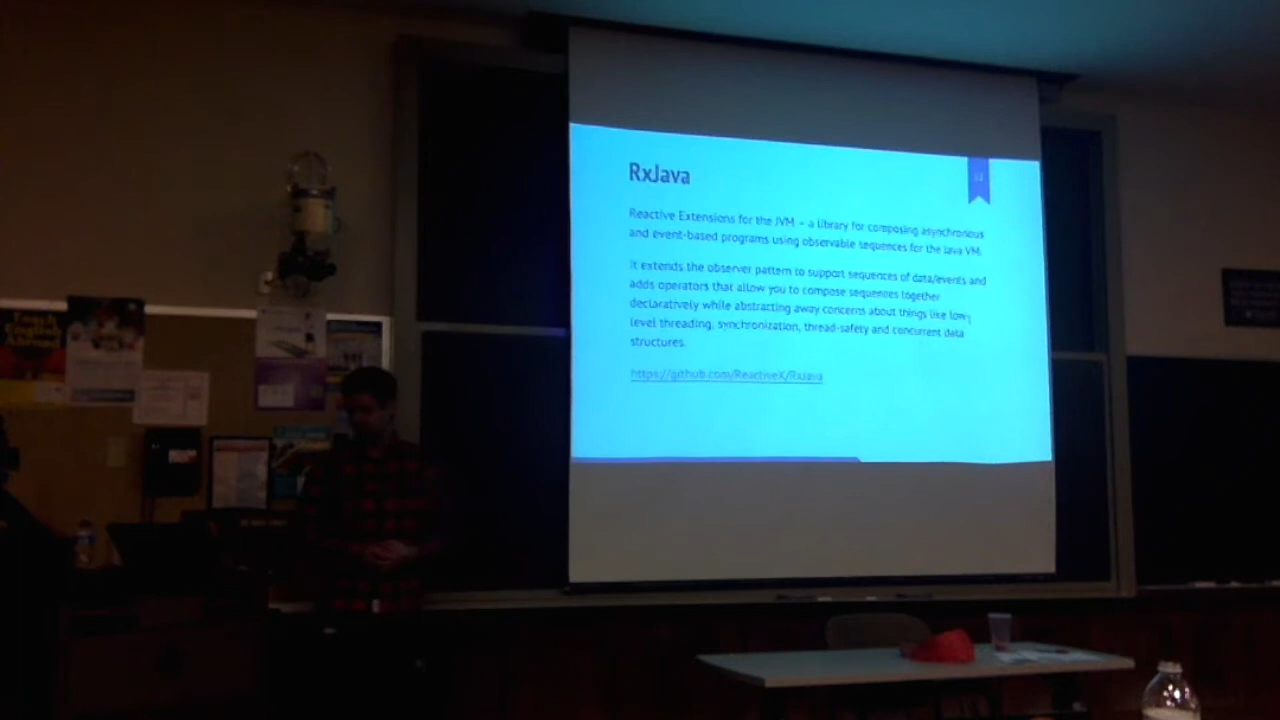 RxJava
Reactive Extensions for the JVM – a library for composing asynchronous
and event-based programs using observable sequences for the Java VM.
It extends the observer pattern to support sequences of data/events and
adds operators that allow you to compose sequences together
declaratively while abstracting away concerns about things like low-
level threading, synchronization, thread-safety and concurrent data
structures.
https://github.com/ReactiveX/RxJava
Teach
English